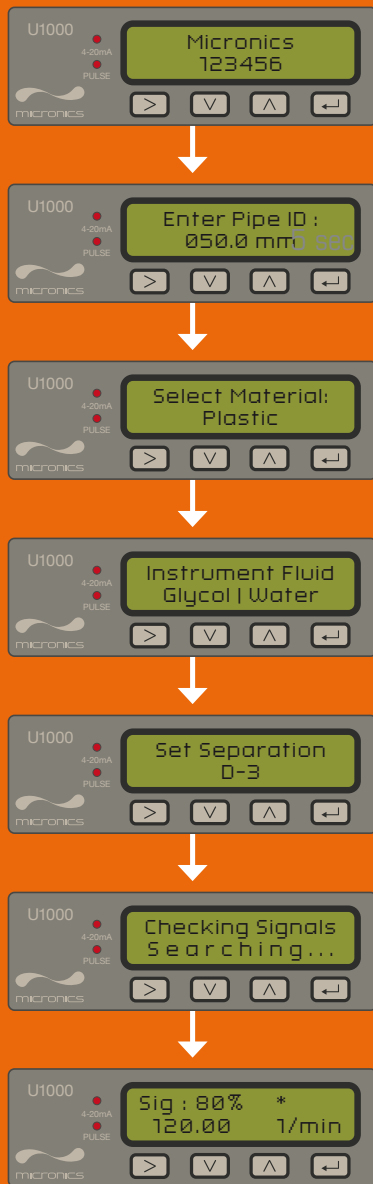 U1000
4-20mA
PULSE
micronics
Micronics
123456
> ∨ ∧ ↵
U1000
4-20mA
PULSE
micronics
Enter Pipe ID :
050.0 mm 5 sec
> ∨ ∧ ↵
U1000
4-20mA
PULSE
micronics
Select Material:
Plastic
> ∨ ∧ ↵
U1000
4-20mA
PULSE
micronics
Instrument Fluid
Glycol | Water
> ∨ ∧ ↵
U1000
4-20mA
PULSE
micronics
Set Separation
D-3
> ∨ ∧ ↵
U1000
4-20mA
PULSE
micronics
Checking Signals
Searching...
> ∨ ∧ ↵
U1000
4-20mA
PULSE
micronics
Sig : 80% *
120.00 1/min
> ∨ ∧ ↵